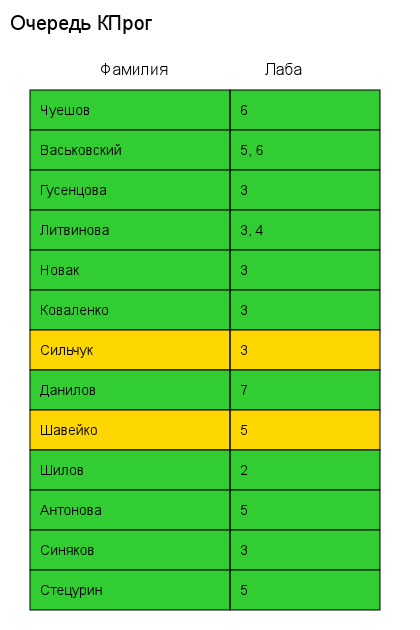 Очередь КПрог
Фамилия Лаба
Чуешов 6
Васьковский 5, 6
Гусенцова 3
Литвинова 3, 4
Новак 3
Коваленко 3
Сильчук 3
Данилов 7
Шавейко 5
Шилов 2
Антонова 5
Синяков 3
Стецурин 5